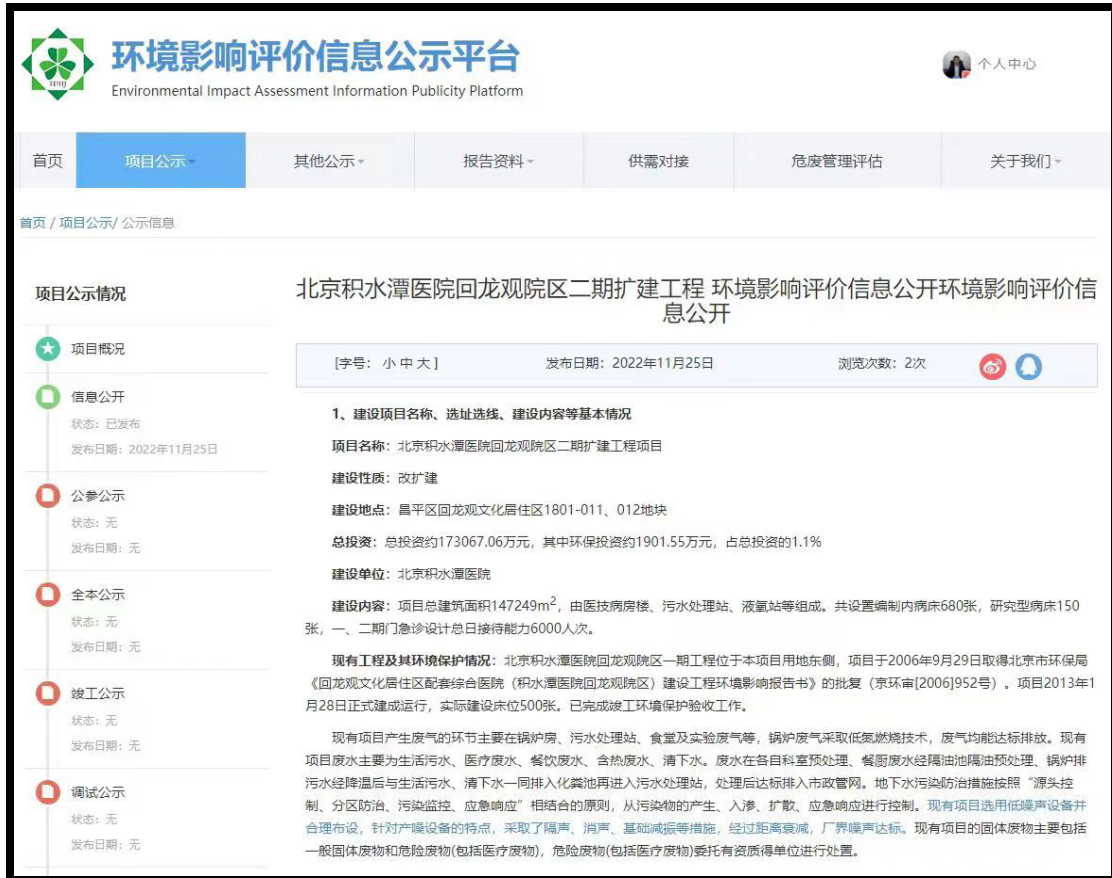 环境影响评价信息公示平台
Environmental Impact Assessment Information Publicity Platform
个人中心
首页 项目公示 其他公示 报告资料 供需对接 危废管理评估 关于我们
首页 / 项目公示/ 公示信息
项目公示情况
项目概况
信息公开
状态：已发布
发布日期：2022年11月25日
公参公示
状态：无
发布日期：无
全本公示
状态：无
发布日期：无
竣工公示
状态：无
发布日期：无
调试公示
状态：无
发布日期：无
北京积水潭医院回龙观院区二期扩建工程 环境影响评价信息公开环境影响评价信
息公开
[字号： 小 中 大 ] 发布日期：2022年11月25日 浏览次数：2次
1、建设项目名称、选址选线、建设内容等基本情况
项目名称：北京积水潭医院回龙观院区二期扩建工程项目
建设性质：改扩建
建设地点：昌平区回龙观文化居住区1801-011、012地块
总投资：总投资约173067.06万元，其中环保投资约1901.55万元，占总投资的1.1%
建设单位：北京积水潭医院
建设内容：项目总建筑面积147249m²，由医技病房楼、污水处理站、液氧站等组成。共设置编制内病床680张，研究型病床150
张，一、二期门急诊设计总日接待能力6000人次。
现有工程及其环境保护情况：北京积水潭医院回龙观院区一期工程位于本项目用地东侧，项目于2006年9月29日取得北京市环保局
《回龙观文化居住区配套综合医院（积水潭医院回龙观院区）建设工程环境影响报告书》的批复（京环审[2006]952号）。项目2013年1
月28日正式建成运行，实际建设床位500张。已完成竣工环境保护验收工作。
现有项目产生废气的环节主要在锅炉房、污水处理站、食堂及实验废气等，锅炉废气采取低氮燃烧技术，废气均能达标排放。现有
项目废水主要为生活污水、医疗废水、餐饮废水、含热废水、清下水。废水在各自科室预处理、餐厨废水经隔油池隔油预处理、锅炉排
污水经降温后与生活污水、清下水一同排入化粪池再进入污水处理站，处理后达标排入市政管网。地下水污染防治措施按照“源头控
制、分区防治、污染监控、应急响应”相结合的原则，从污染物的产生、入渗、扩散、应急响应进行控制。现有项目选用低噪声设备并
合理布设，针对产噪设备的特点，采取了隔声、消声、基础减振等措施，经过距离衰减，厂界噪声达标。现有项目的固体废物主要包括
一般固体废物和危险废物(包括医疗废物)，危险废物(包括医疗废物)委托有资质得单位进行处置。